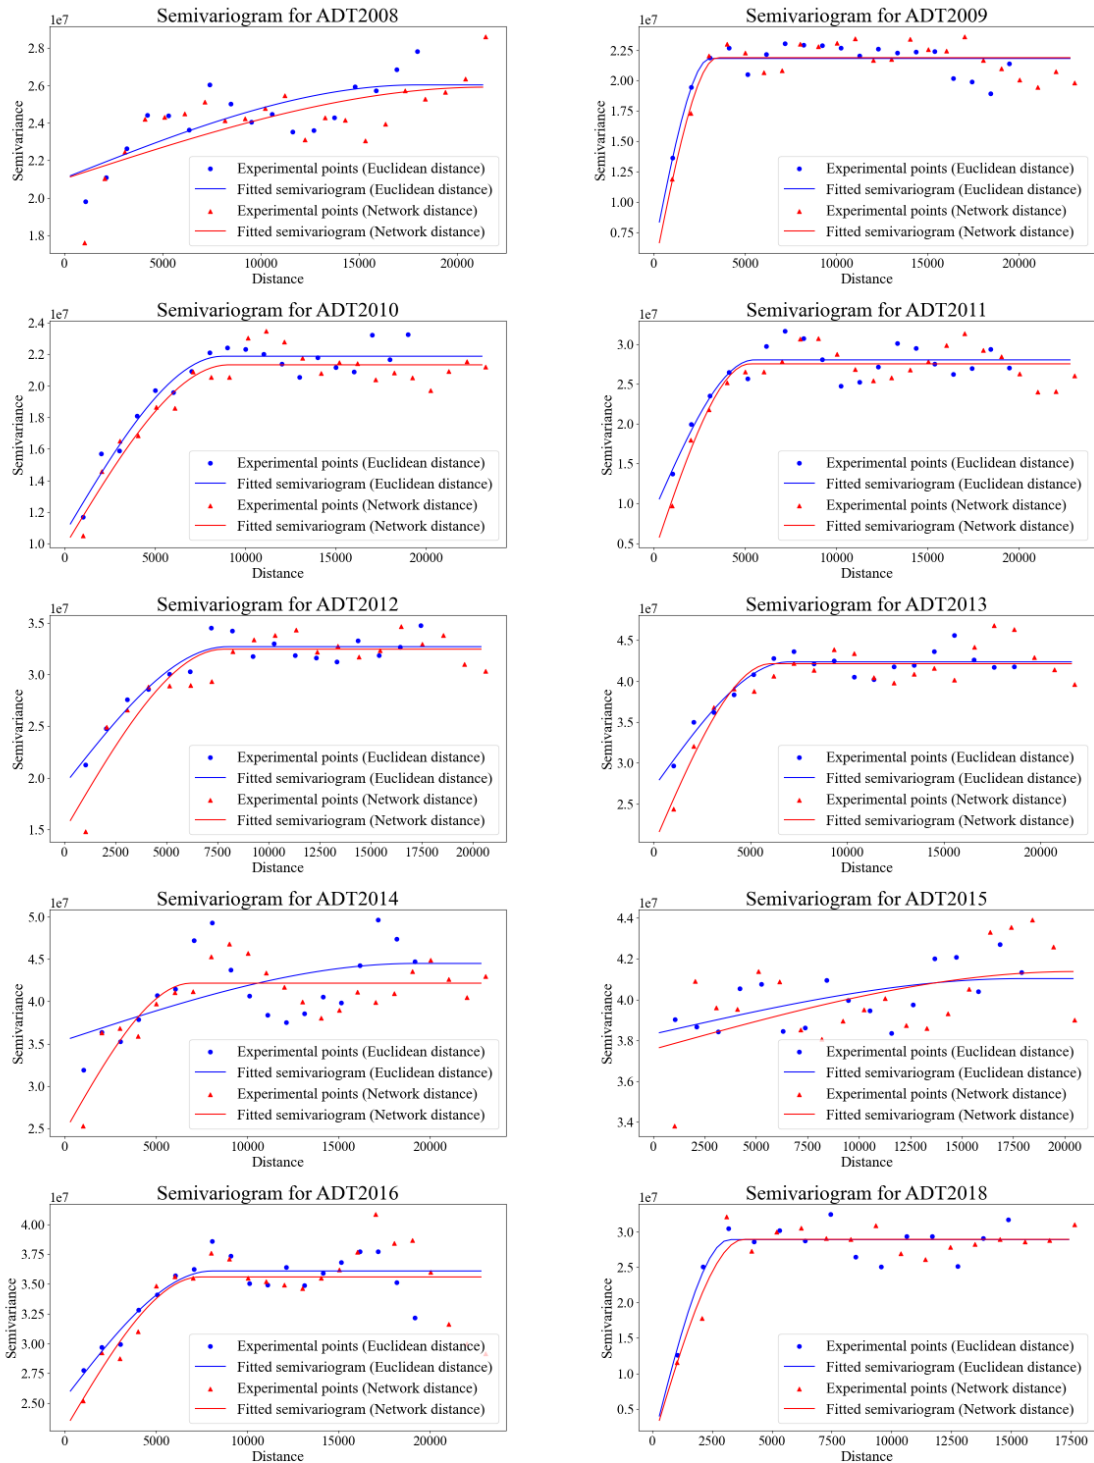 Semivariogram for ADT2008
1e7
2.8
2.6
2.4
2.2
2.0
1.8
Semivariance
Experimental points (Euclidean distance)
Fitted semivariogram (Euclidean distance)
Experimental points (Network distance)
Fitted semivariogram (Network distance)
0 5000 10000 15000 20000
Distance
Semivariogram for ADT2009
1e7
2.25
2.00
1.75
1.50
1.25
1.00
0.75
Semivariance
Experimental points (Euclidean distance)
Fitted semivariogram (Euclidean distance)
Experimental points (Network distance)
Fitted semivariogram (Network distance)
0 5000 10000 15000 20000
Distance
Semivariogram for ADT2010
1e7
2.4
2.2
2.0
1.8
1.6
1.4
1.2
1.0
Semivariance
Experimental points (Euclidean distance)
Fitted semivariogram (Euclidean distance)
Experimental points (Network distance)
Fitted semivariogram (Network distance)
0 5000 10000 15000 20000
Distance
Semivariogram for ADT2011
1e7
3.0
2.5
2.0
1.5
1.0
0.5
Semivariance
Experimental points (Euclidean distance)
Fitted semivariogram (Euclidean distance)
Experimental points (Network distance)
Fitted semivariogram (Network distance)
0 5000 100000 15000 20000
Distance
Semivariogram for ADT2012
1e7
3.5
3.0
2.5
2.0
1.5
Semivariance
Experimental points (Euclidean distance)
Fitted semivariogram (Euclidean distance)
Experimental points (Network distance)
Fitted semivariogram (Network distance)
0 2500 5000 7500 10000 12500 15000 17500 20000
Distance
Semivariogram for ADT2013
1e7
4.5
4.0
3.5
3.0
2.5
Semivariance
Experimental points (Euclidean distance)
Fitted semivariogram (Euclidean distance)
Experimental points (Network distance)
Fitted semivariogram (Network distance)
0 5000 10000 15000 20000
Distance
Semivariogram for ADT2014
1e7
5.0
4.5
4.0
3.5
3.0
2.5
Semivariance
Experimental points (Euclidean distance)
Fitted semivariogram (Euclidean distance)
Experimental points (Network distance)
Fitted semivariogram (Network distance)
0 5000 10000 15000 20000
Distance
Semivariogram for ADT2015
1e7
4.4
4.2
4.0
3.8
3.6
3.4
Semivariance
Experimental points (Euclidean distance)
Fitted semivariogram (Euclidean distance)
Experimental points (Network distance)
Fitted semivariogram (Network distance)
0 2500 5000 7500 10000 12500 15000 17500 20000
Distance
Semivariogram for ADT2016
1e7
4.00
3.75
3.50
3.25
3.00
2.75
2.50
Semivariance
Experimental points (Euclidean distance)
Fitted semivariogram (Euclidean distance)
Experimental points (Network distance)
Fitted semivariogram (Network distance)
0 5000 10000 15000 20000
Distance
Semivariogram for ADT2018
1e7
3.0
2.5
2.0
1.5
1.0
0.5
Semivariance
Experimental points (Euclidean distance)
Fitted semivariogram (Euclidean distance)
Experimental points (Network distance)
Fitted semivariogram (Network distance)
0 2500 5000 7500 10000 12500 15000 17500
Distance